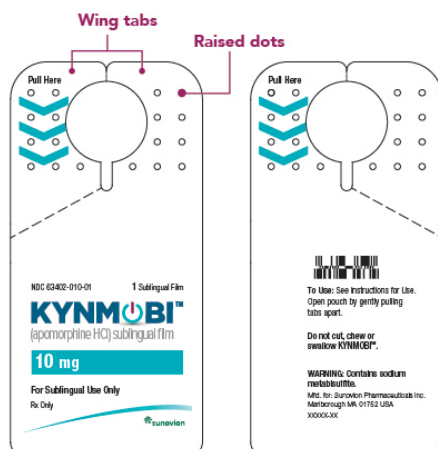 Wing tabs
Raised dots
Pull Here
NDC 63402-010-01 1 Sublingual Film
KYNMOBI™
(apomorphine HCl) sublingual film
10 mg
For Sublingual Use Only
Rx Only
sunovion
Pull Here
To Use: See Instructions for Use.
Open pouch by gently pulling
tabs apart.
Do not cut, chew or
swallow KYNMOBI™.
WARNING: Contains sodium
metabisulfite.
Mfd. for: Sunovion Pharmaceuticals Inc.
Marlborough MA 01752 USA
XXXXX-XX